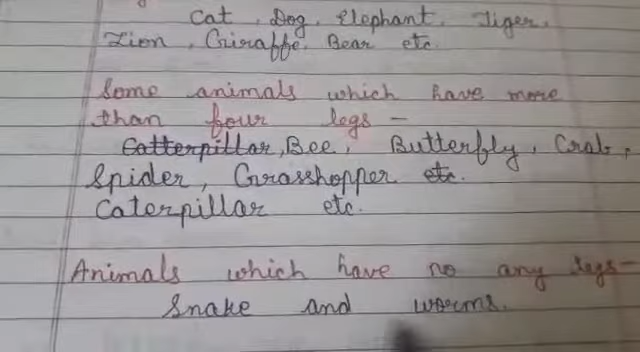 Cat, Dog, Elephant, Tiger,
Lion, Giraffe, Bear etc.
Some animals which have more
than four legs -
Catterpillar, Bee, Butterfly, Crab,
Spider, Grasshopper etc.
Caterpillar etc.
Animals which have no any legs-
Snake and worms.